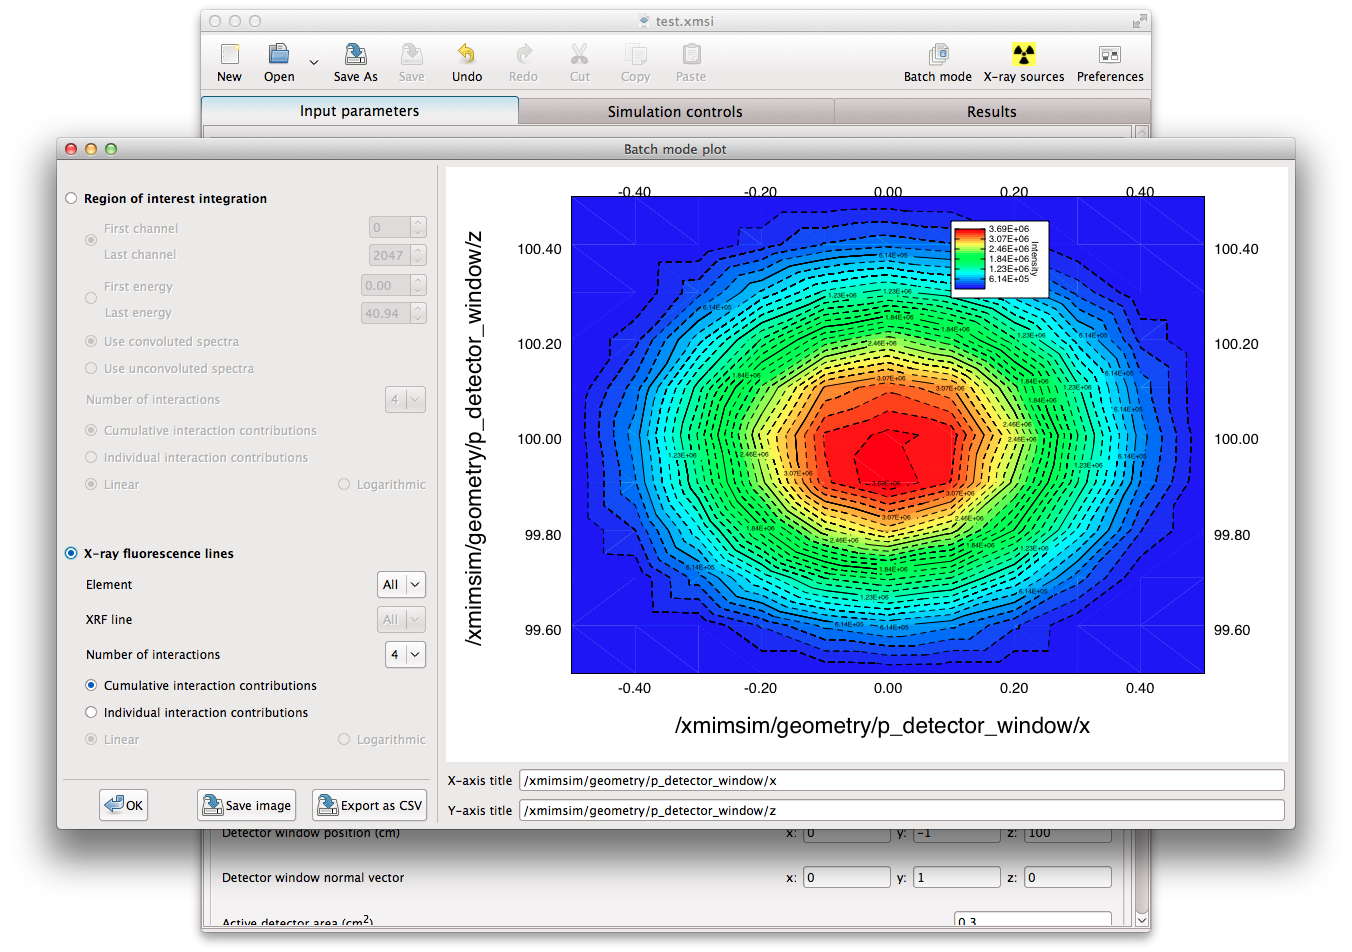 test.xmsi
New Open Save As Save Undo Redo Cut Copy Paste Batch mode X-ray sources Preferences
Input parameters Simulation controls Results
Batch mode plot
Region of interest integration
First channel 0
Last channel 2047
First energy 0.00
Last energy 40.94
Use convoluted spectra
Use unconvoluted spectra
Number of interactions 4
Cumulative interaction contributions
Individual interaction contributions
Linear Logarithmic
X-ray fluorescence lines
Element All
XRF line All
Number of interactions 4
Cumulative interaction contributions
Individual interaction contributions
Linear Logarithmic
OK Save image Export as CSV
-0.40 -0.20 0.00 0.20 0.40
100.40 100.40
100.20 100.20
100.00 100.00
99.80 99.80
99.60 99.60
-0.40 -0.20 0.00 0.20 0.40
/xmimsim/geometry/p_detector_window/z
/xmimsim/geometry/p_detector_window/x
3.69E+06
3.07E+06
2.46E+06
1.84E+06
1.23E+06
6.14E+05
Intensity
X-axis title /xmimsim/geometry/p_detector_window/x
Y-axis title /xmimsim/geometry/p_detector_window/z
Detector window position (cm) x: 0 y: -1 z: 100
Detector window normal vector x: 0 y: 1 z: 0
Active detector area (cm2) 0.3